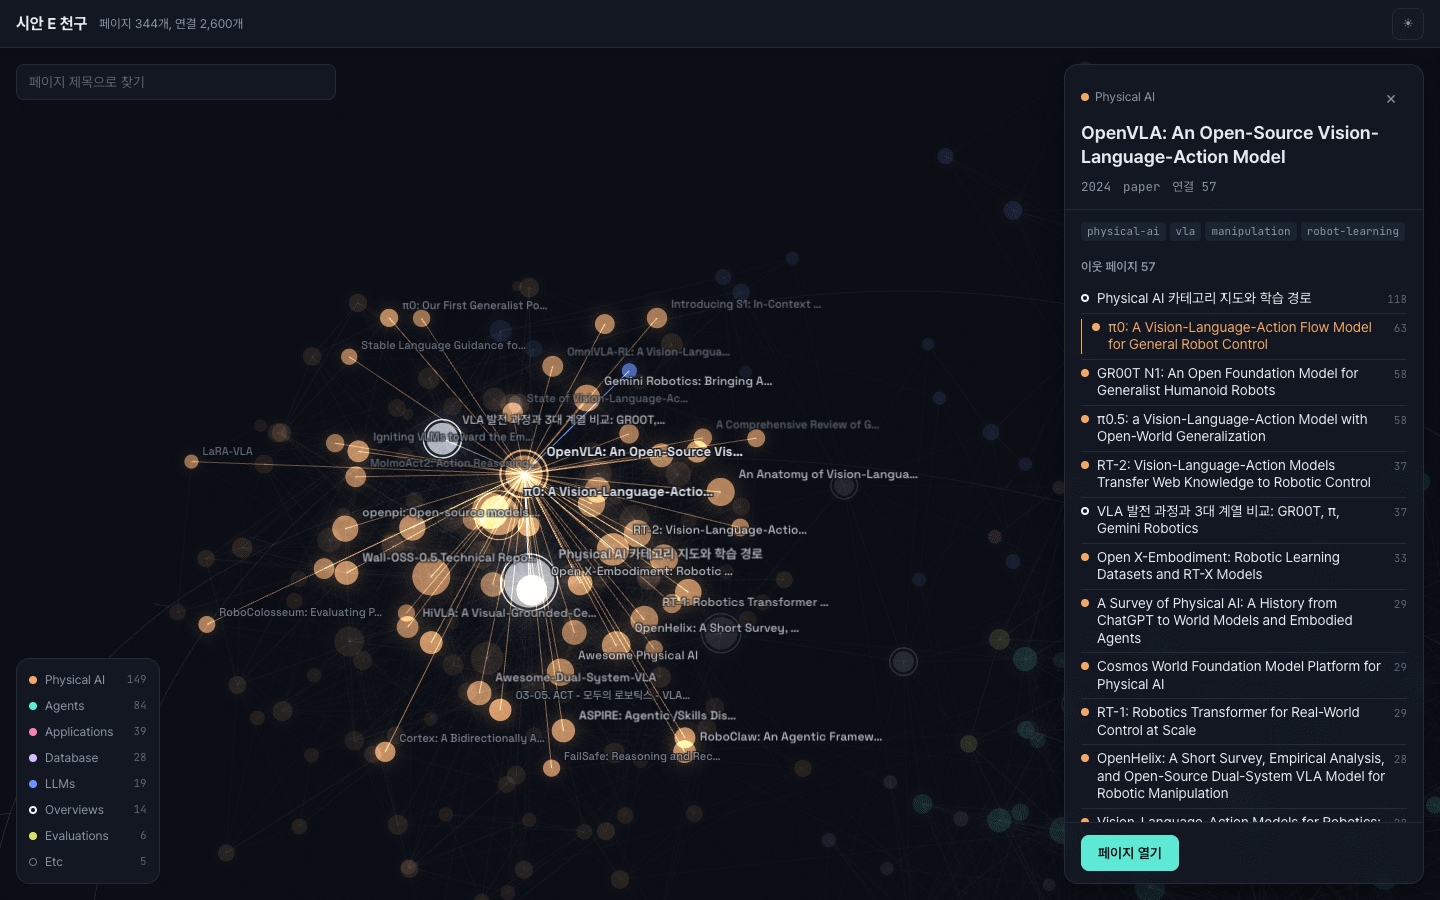 시안 E 천구 페이지 344개, 연결 2,600개
페이지 제목으로 찾기
π0: Our First Generalist Po...
Introducing S1: In-Context ...
Stable Language Guidance fo...
OmniVLA-RL: A Vision-Langua...
Gemini Robotics: Bringing A...
State of Vision-Language-Ac...
VLA 발전 과정과 3대 계열 비교: GR00T,...
A Comprehensive Review of G...
Igniting VLMs toward the Em...
LaRA-VLA
OpenVLA: An Open-Source Vis...
MolmoAct2: Action Reasoning...
An Anatomy of Vision-Langua...
π0: A Vision-Language-Actio...
openpi: Open-source models...
RT-2: Vision-Language-Actio...
Physical AI 카테고리 지도와 학습 경로
Wall-OSS-0.5 Technical Repo...
Open X-Embodiment: Robotic ...
RT-1: Robotics Transformer ...
RoboColosseum: Evaluating P...
HiVLA: A Visual-Grounded-Ce...
OpenHelix: A Short Survey, ...
Awesome Physical AI
Awesome-Dual-System-VLA
03-05. ACT - 모두의 로보틱스 - VLA...
ASPIRE: Agentic /Skills Dis...
RoboClaw: An Agentic Framew...
Cortex: A Bidirectionally A...
FailSafe: Reasoning and Rec...
Physical AI 149
Agents 84
Applications 39
Database 28
LLMs 19
Overviews 14
Evaluations 6
Etc 5
Physical AI
OpenVLA: An Open-Source Vision-
Language-Action Model
2024 paper 연결 57
physical-ai vla manipulation robot-learning
이웃 페이지 57
Physical AI 카테고리 지도와 학습 경로 118
π0: A Vision-Language-Action Flow Model 63
for General Robot Control
GR00T N1: An Open Foundation Model for 58
Generalist Humanoid Robots
π0.5: a Vision-Language-Action Model with 58
Open-World Generalization
RT-2: Vision-Language-Action Models 37
Transfer Web Knowledge to Robotic Control
VLA 발전 과정과 3대 계열 비교: GR00T, π, 37
Gemini Robotics
Open X-Embodiment: Robotic Learning 33
Datasets and RT-X Models
A Survey of Physical AI: A History from 29
ChatGPT to World Models and Embodied
Agents
Cosmos World Foundation Model Platform for 29
Physical AI
RT-1: Robotics Transformer for Real-World 29
Control at Scale
OpenHelix: A Short Survey, Empirical Analysis, 28
and Open-Source Dual-System VLA Model for
Robotic Manipulation
Vision-Language-Action Models for Robotics:
페이지 열기